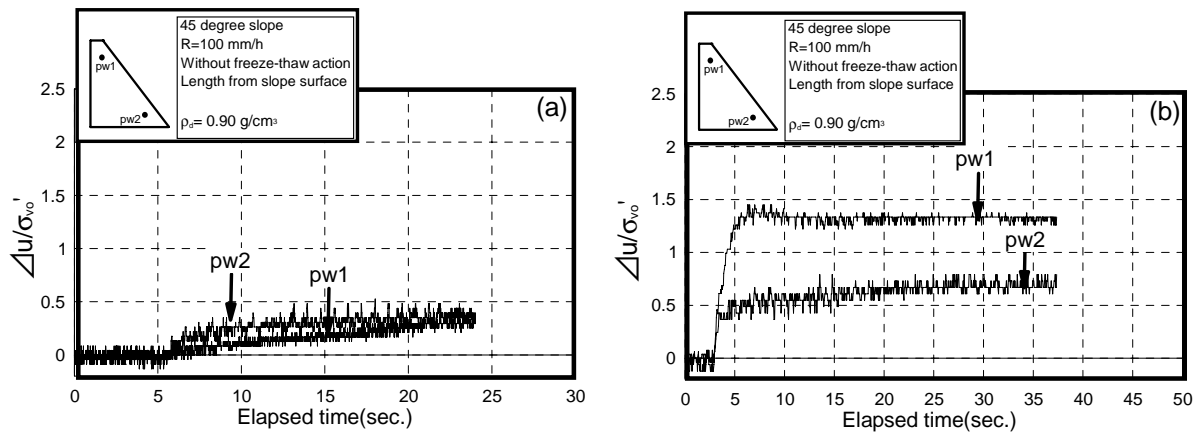 45 degree slope
R=100 mm/h
Without freeze-thaw action
Length from slope surface
ρd= 0.90 g/cm3
pw1
pw2
(a)
2.5
2
1.5
1
0.5
0
⊿u/σvo'
pw2
pw1
0 5 10 15 20 25 30
Elapsed time(sec.)
45 degree slope
R=100 mm/h
Without freeze-thaw action
Length from slope surface
ρd= 0.90 g/cm3
pw1
pw2
(b)
2.5
2
1.5
1
0.5
0
⊿u/σvo'
pw1
pw2
0 5 10 15 20 25 30 35 40 45 50
Elapsed time(sec.)